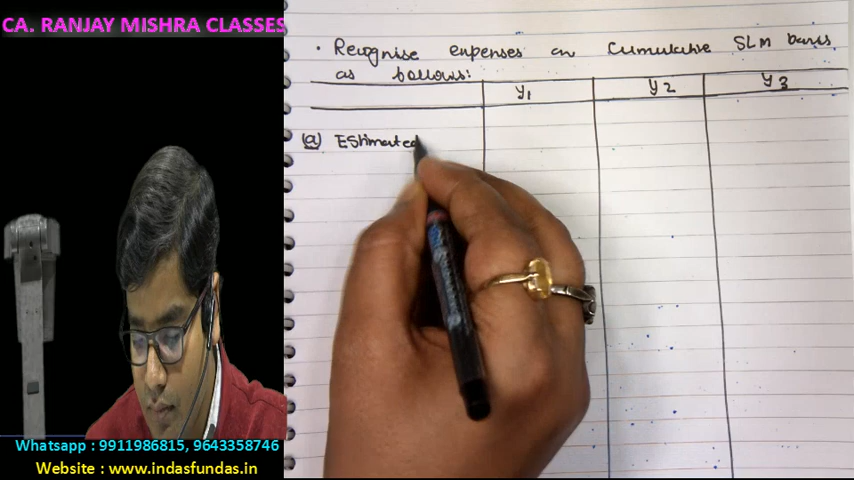 CA. RANJAY MISHRA CLASSES
• Recognise expenses on Cumulative SLM basis
as follows:
Y1 Y2 Y3
(a) Estimated
Whatsapp : 9911986815, 9643358746
Website : www.indasfundas.in